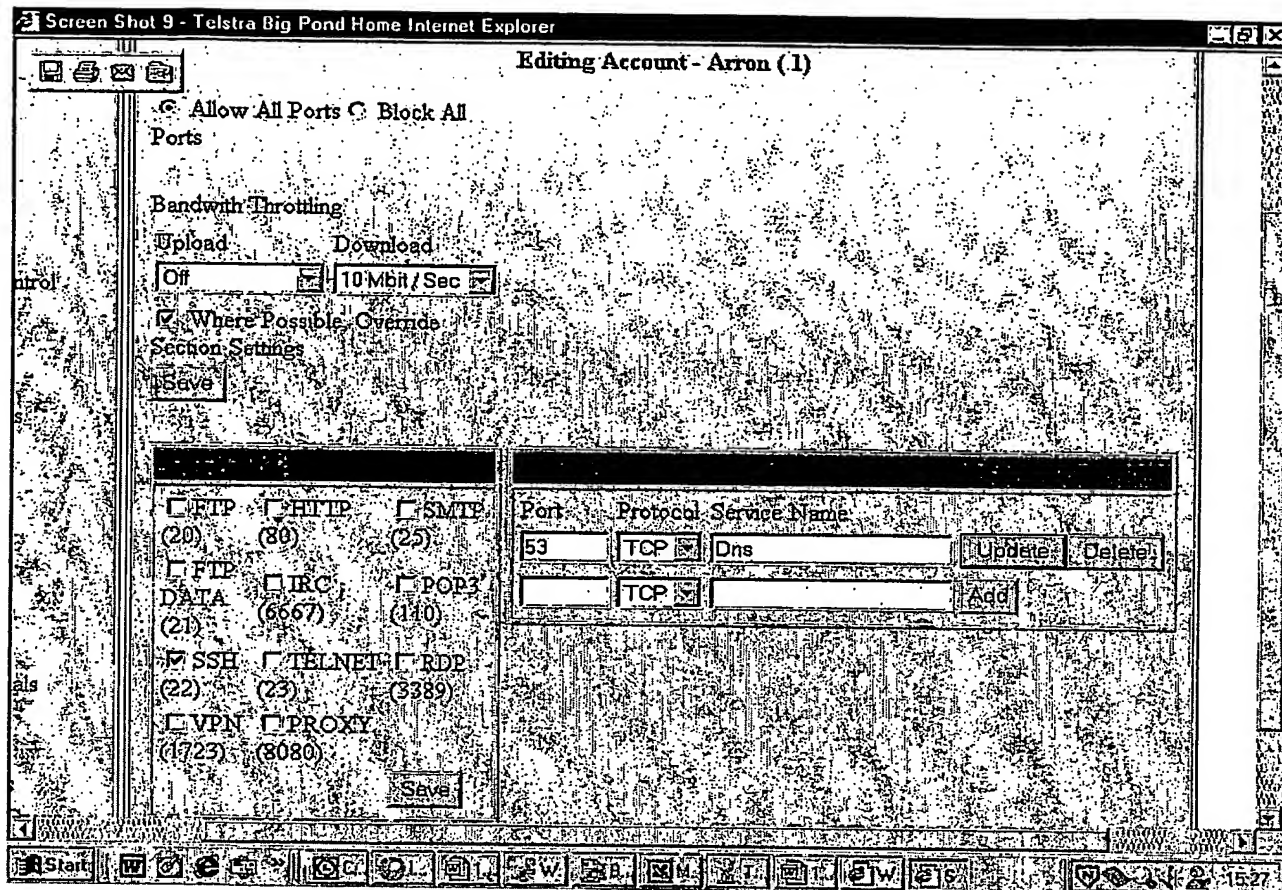 Screen Shot 9 - Telstra Big Pond Home Internet Explorer
Editing Account - Arron (1)
Allow All Ports Block All
Ports
Bandwith Throttling
Upload Download
Off 10 Mbit / Sec
ntrol
Where Possible, Override
Section Settings
Save
FTP HTTP SMTP
(20) (80) (25)
FTP IRC POP3
DATA (6667) (110)
(21)
SSH TELNET RDP
(22) (23) (3389)
VPN PROXY
(1723) (8080)
Save
Port Protocol Service Name
53 TCP Dns Update Delete
TCP Add
als
Start 15:27